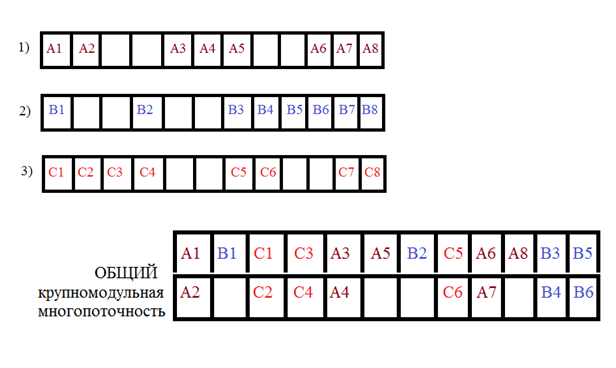 1) A1 A2 A3 A4 A5 A6 A7 A8
2) B1 B2 B3 B4 B5 B6 B7 B8
3) C1 C2 C3 C4 C5 C6 C7 C8
A1 B1 C1 C3 A3 A5 B2 C5 A6 A8 B3 B5
ОБЩИЙ
крупномодульная
многопоточность
A2 C2 C4 A4 C6 A7 B4 B6